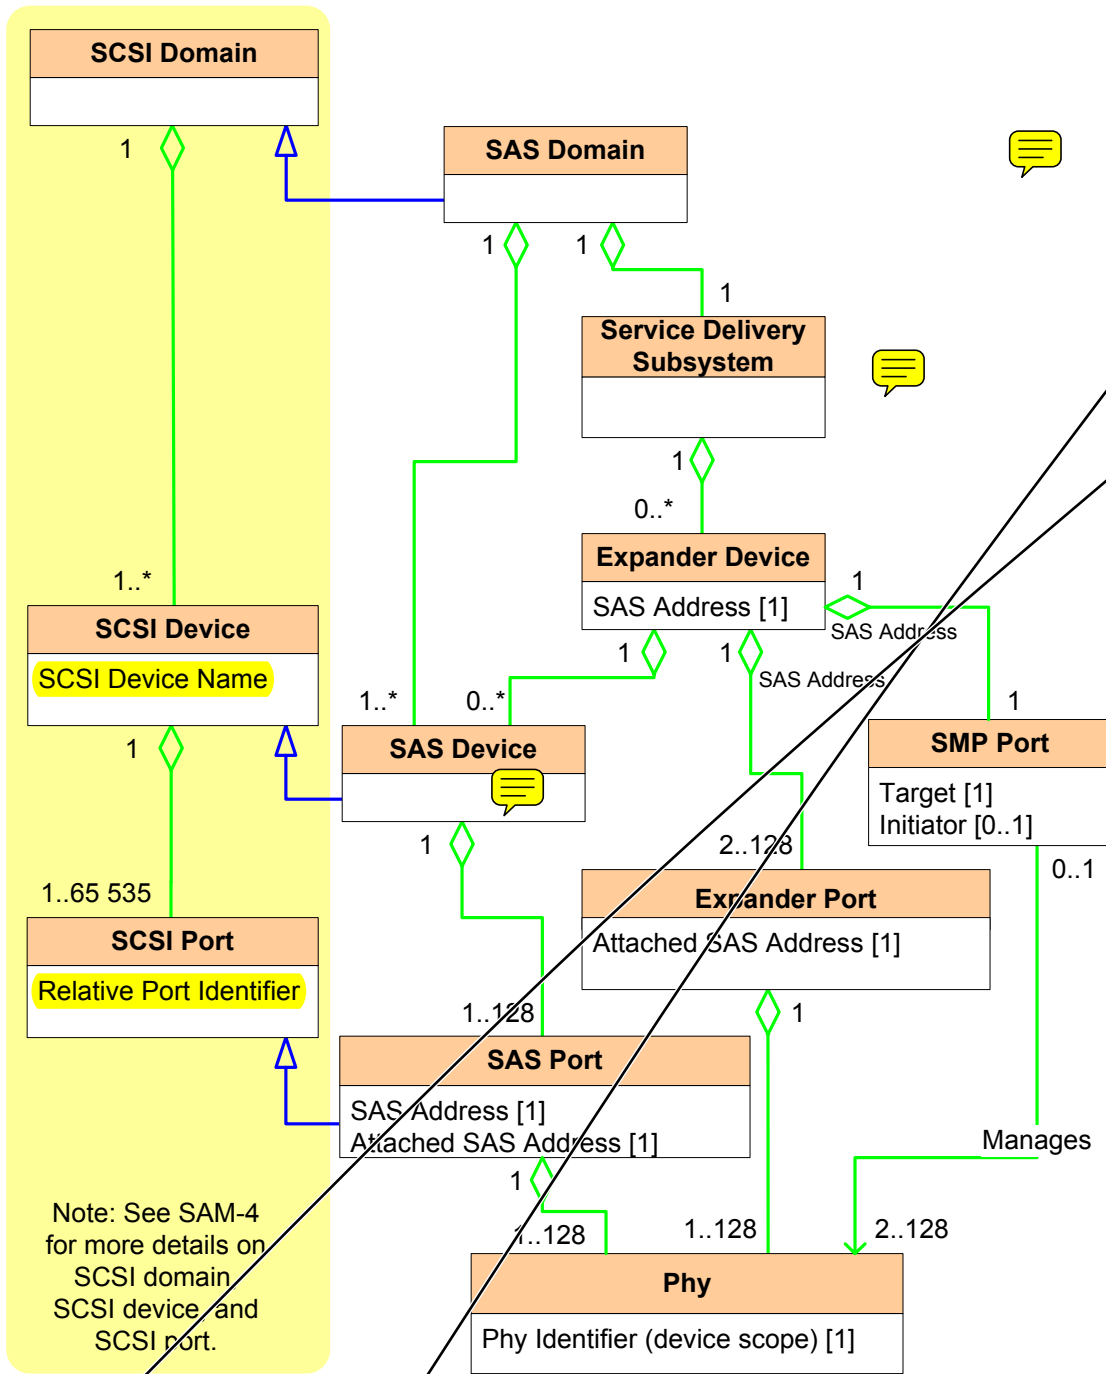 SCSI Domain
1
SAS Domain
1
1
1
Service Delivery
Subsystem
1
0..*
Expander Device
SAS Address [1]
1
SAS Address
1
1
SAS Address
1..*
SCSI Device
SCSI Device Name
1
1..*
0..*
SAS Device
1
1
SMP Port
Target [1]
Initiator [0..1]
0..1
2..128
Expander Port
Attached SAS Address [1]
1
1..65 535
SCSI Port
Relative Port Identifier
1..128
SAS Port
SAS Address [1]
Attached SAS Address [1]
1
1..128
1..128
Manages
2..128
Phy
Phy Identifier (device scope) [1]
Note: See SAM-4
for more details on
SCSI domain,
SCSI device, and
SCSI port.